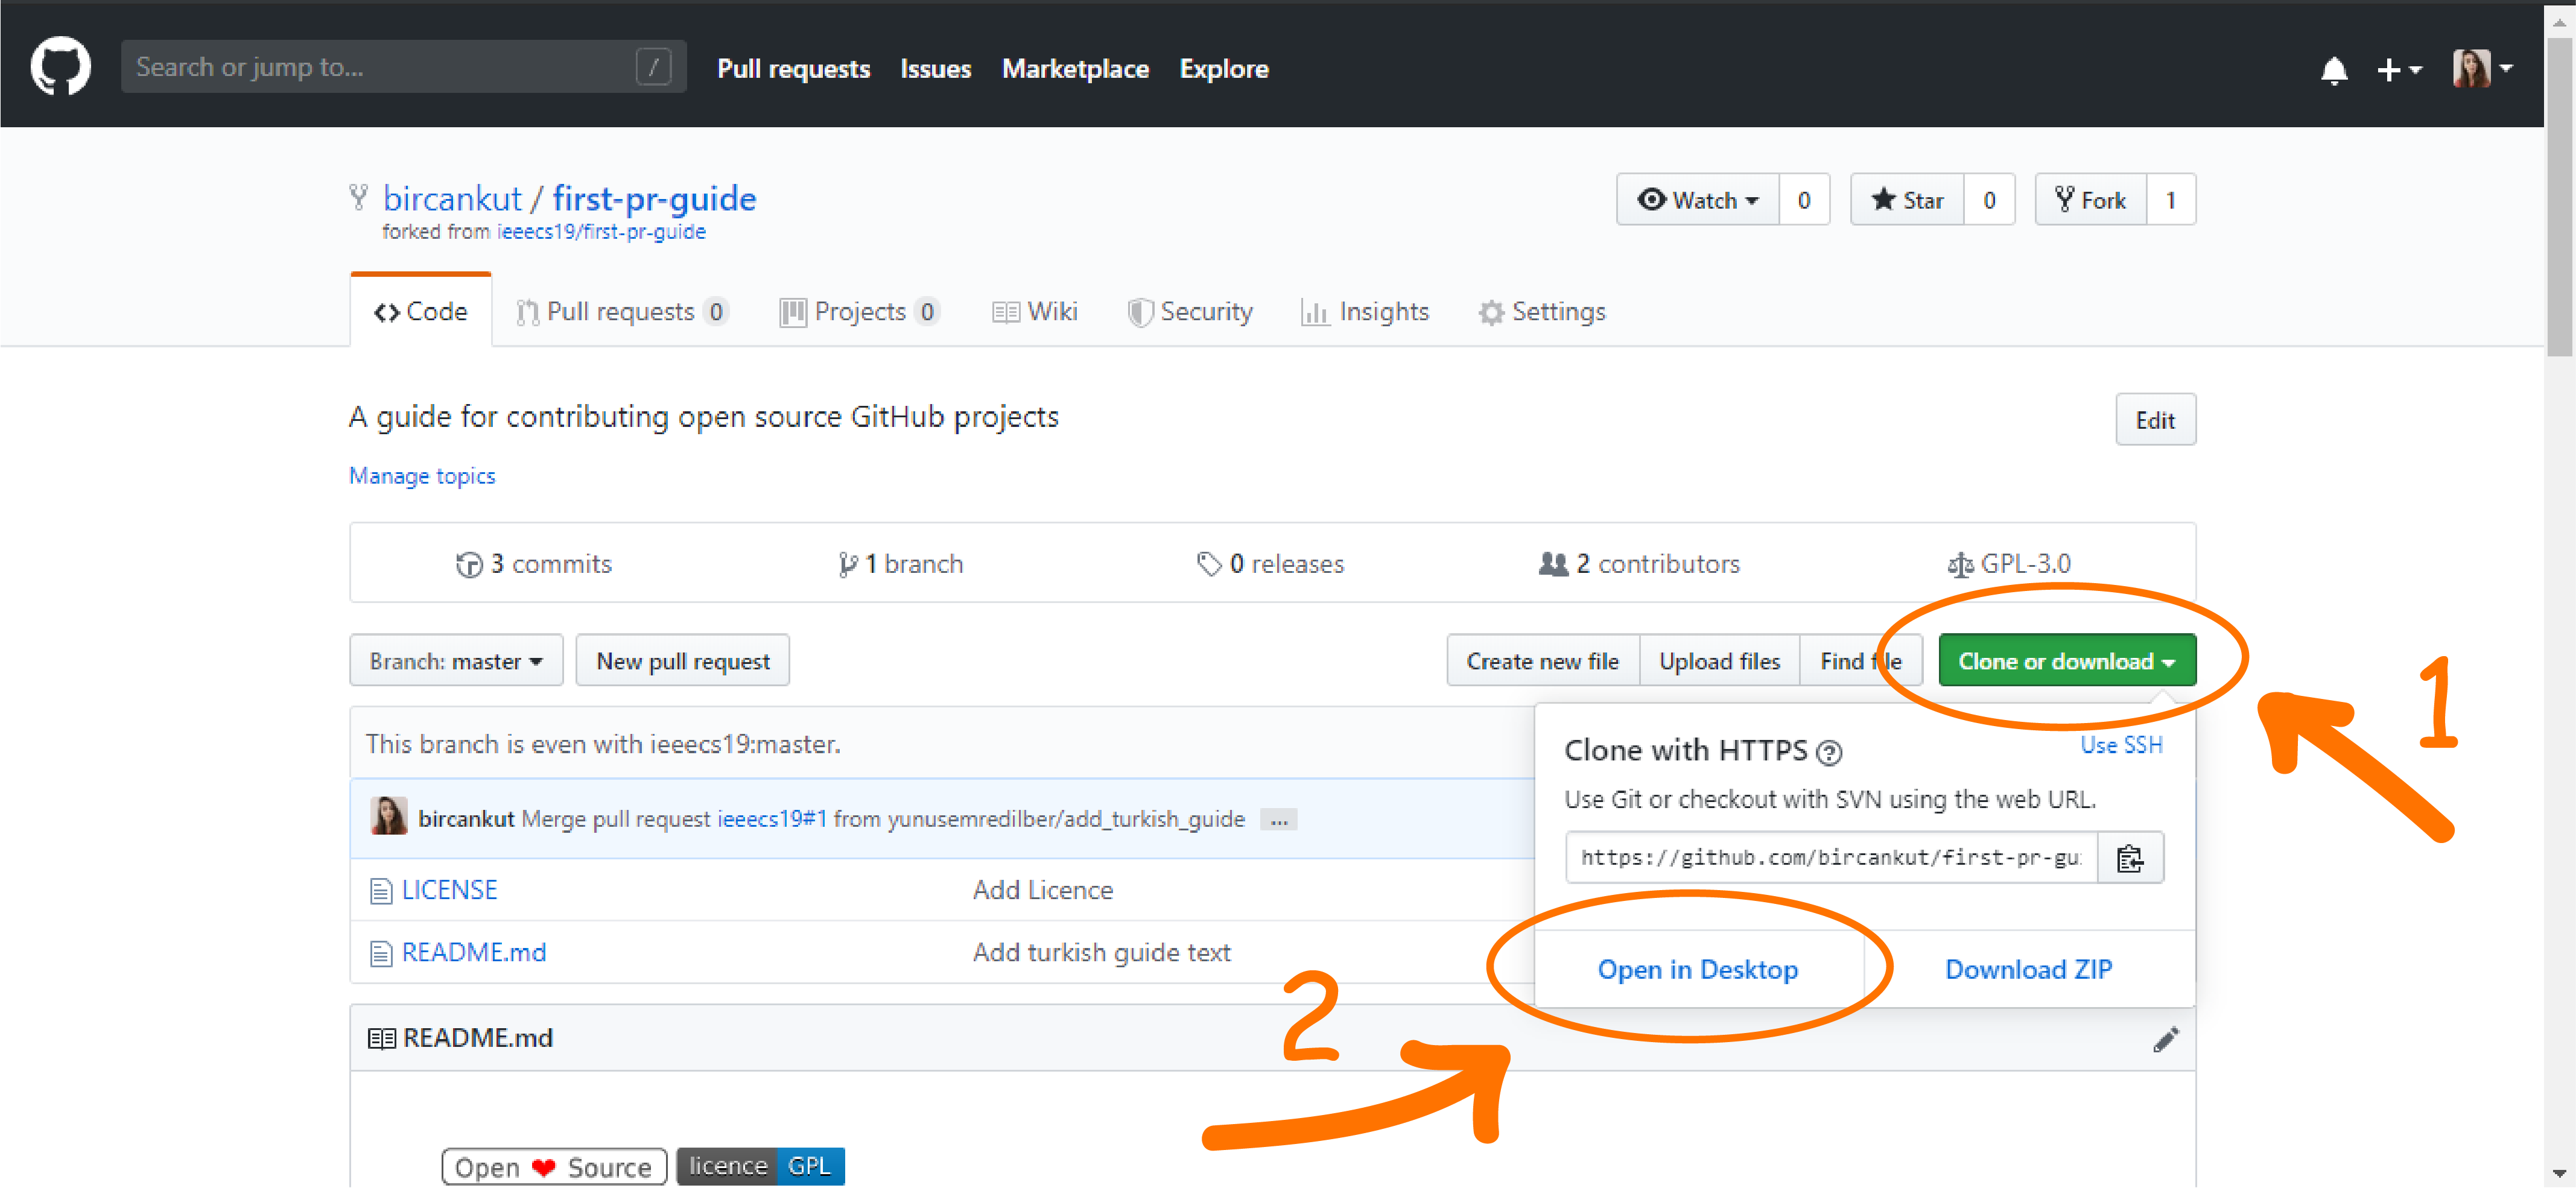 Search or jump to... /
Pull requests Issues Marketplace Explore
bircankut / first-pr-guide
forked from ieeecs19/first-pr-guide
Watch 0 Star 0 Fork 1
Code Pull requests 0 Projects 0 Wiki Security Insights Settings
A guide for contributing open source GitHub projects
Edit
Manage topics
3 commits 1 branch 0 releases 2 contributors GPL-3.0
Branch: master New pull request Create new file Upload files Find file Clone or download
1
This branch is even with ieeecs19:master.
Clone with HTTPS ? Use SSH
Use Git or checkout with SVN using the web URL.
bircankut Merge pull request ieeecs19#1 from yunusemredilber/add_turkish_guide ...
https://github.com/bircankut/first-pr-gu
LICENSE Add Licence
README.md Add turkish guide text
Open in Desktop Download ZIP
2
README.md
Open ❤ Source licence GPL